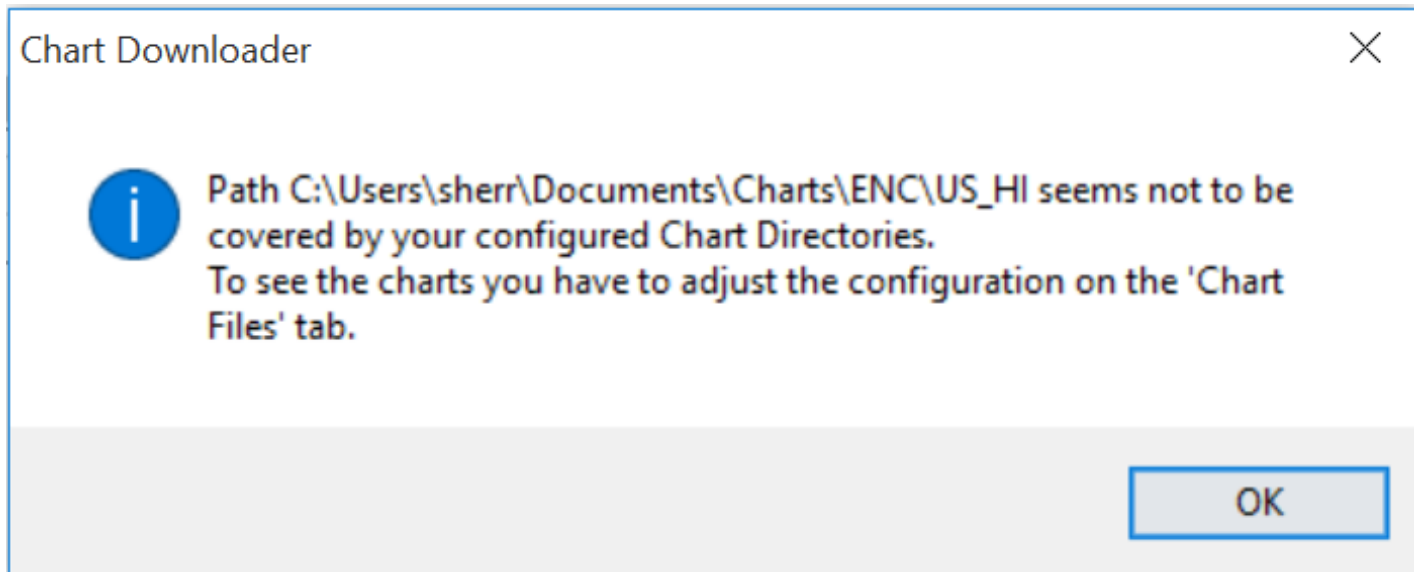 Chart Downloader
Path C:\Users\sherr\Documents\Charts\ENC\US_HI seems not to be
covered by your configured Chart Directories.
To see the charts you have to adjust the configuration on the 'Chart
Files' tab.
OK